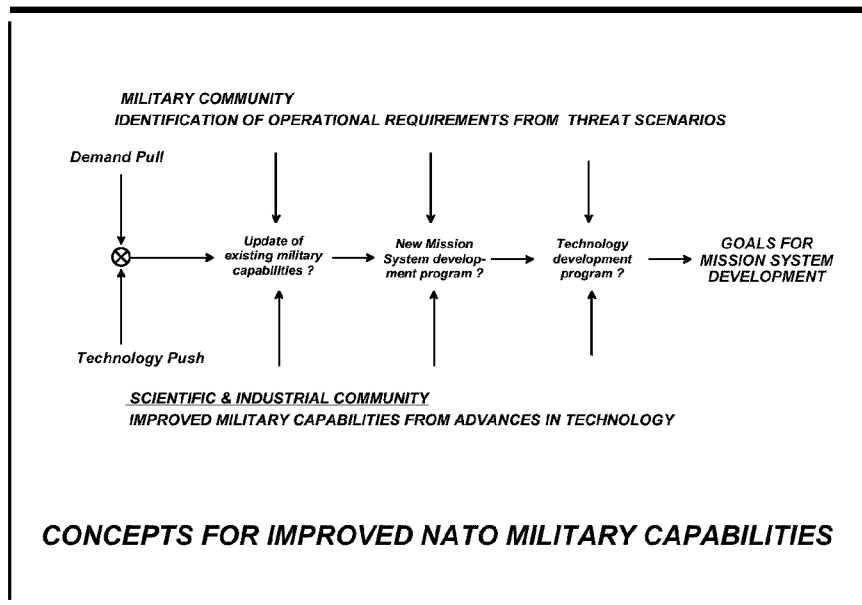 MILITARY COMMUNITY
IDENTIFICATION OF OPERATIONAL REQUIREMENTS FROM THREAT SCENARIOS
Demand Pull
Update of
existing military
capabilities ?
New Mission
System develop-
ment program ?
Technology
development
program ?
GOALS FOR
MISSION SYSTEM
DEVELOPMENT
Technology Push
SCIENTIFIC & INDUSTRIAL COMMUNITY
IMPROVED MILITARY CAPABILITIES FROM ADVANCES IN TECHNOLOGY
CONCEPTS FOR IMPROVED NATO MILITARY CAPABILITIES